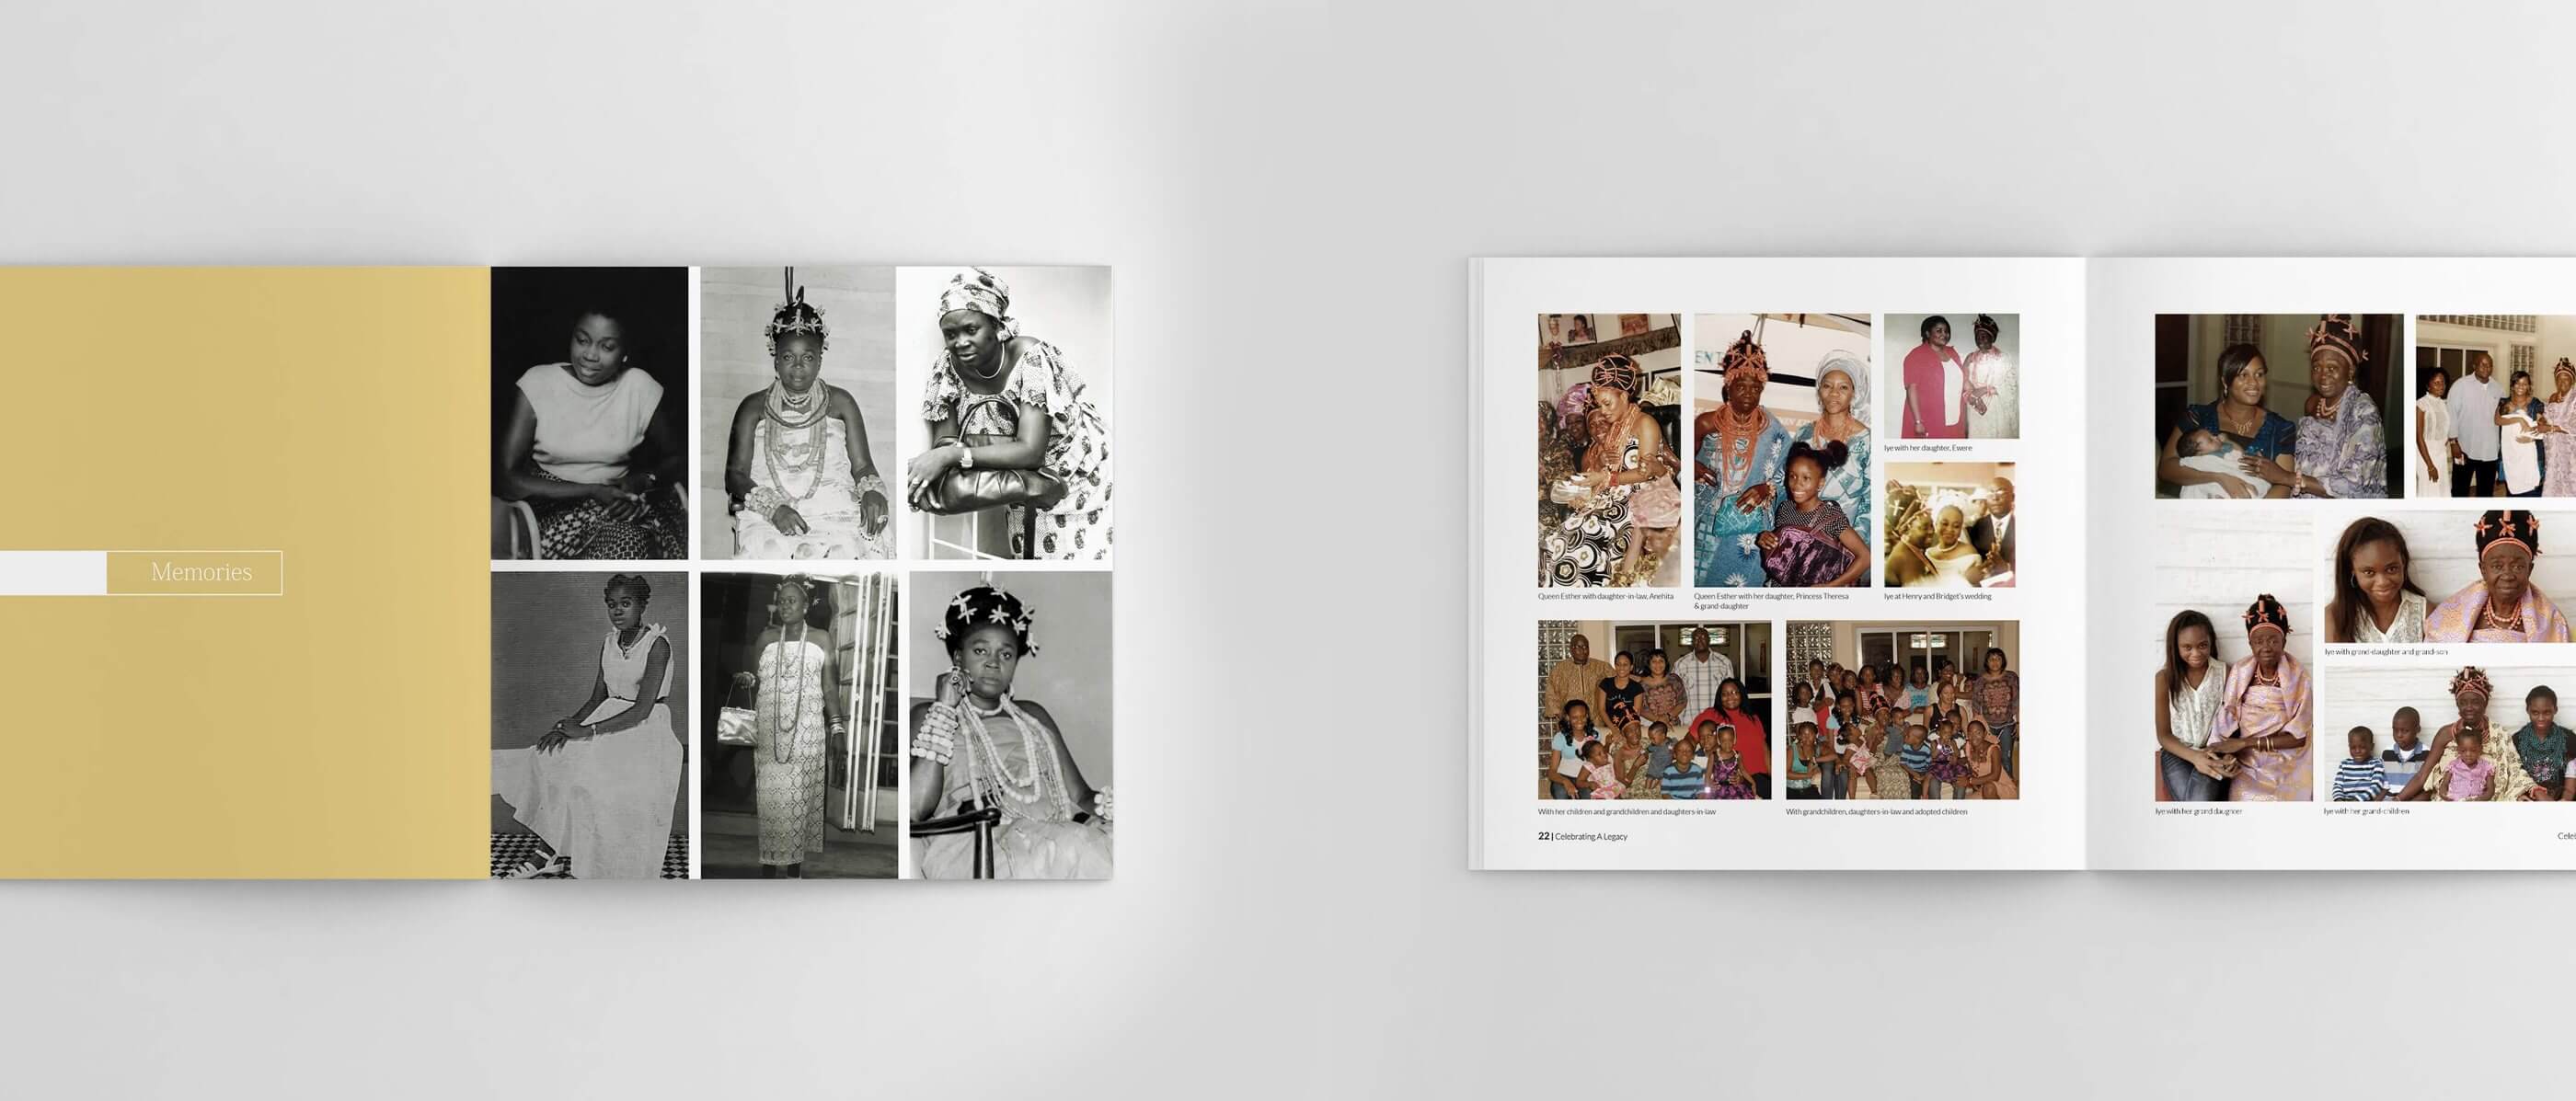 Memories
ENT
Iye with her daughter, Ewere
Queen Esther with daughter-in-law, Anehita
Queen Esther with her daughter, Princess Theresa
& grand-daughter
Iye at Henry and Bridget's wedding
With her children and grandchildren and daughters-in-law
With grandchildren, daughters-in-law and adopted children
22 | Celebrating A Legacy
Iye with grand-daughter and grand-son
Iye with her grand daughter
Iye with her grand-children